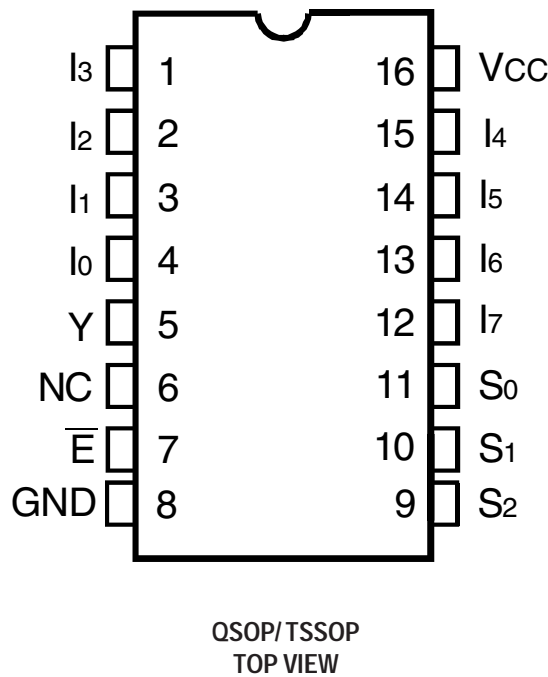 I3 1 16 VCC
I2 2 15 I4
I1 3 14 I5
I0 4 13 I6
Y 5 12 I7
NC 6 11 S0
E̅ 7 10 S1
GND 8 9 S2
QSOP/TSSOP
TOP VIEW